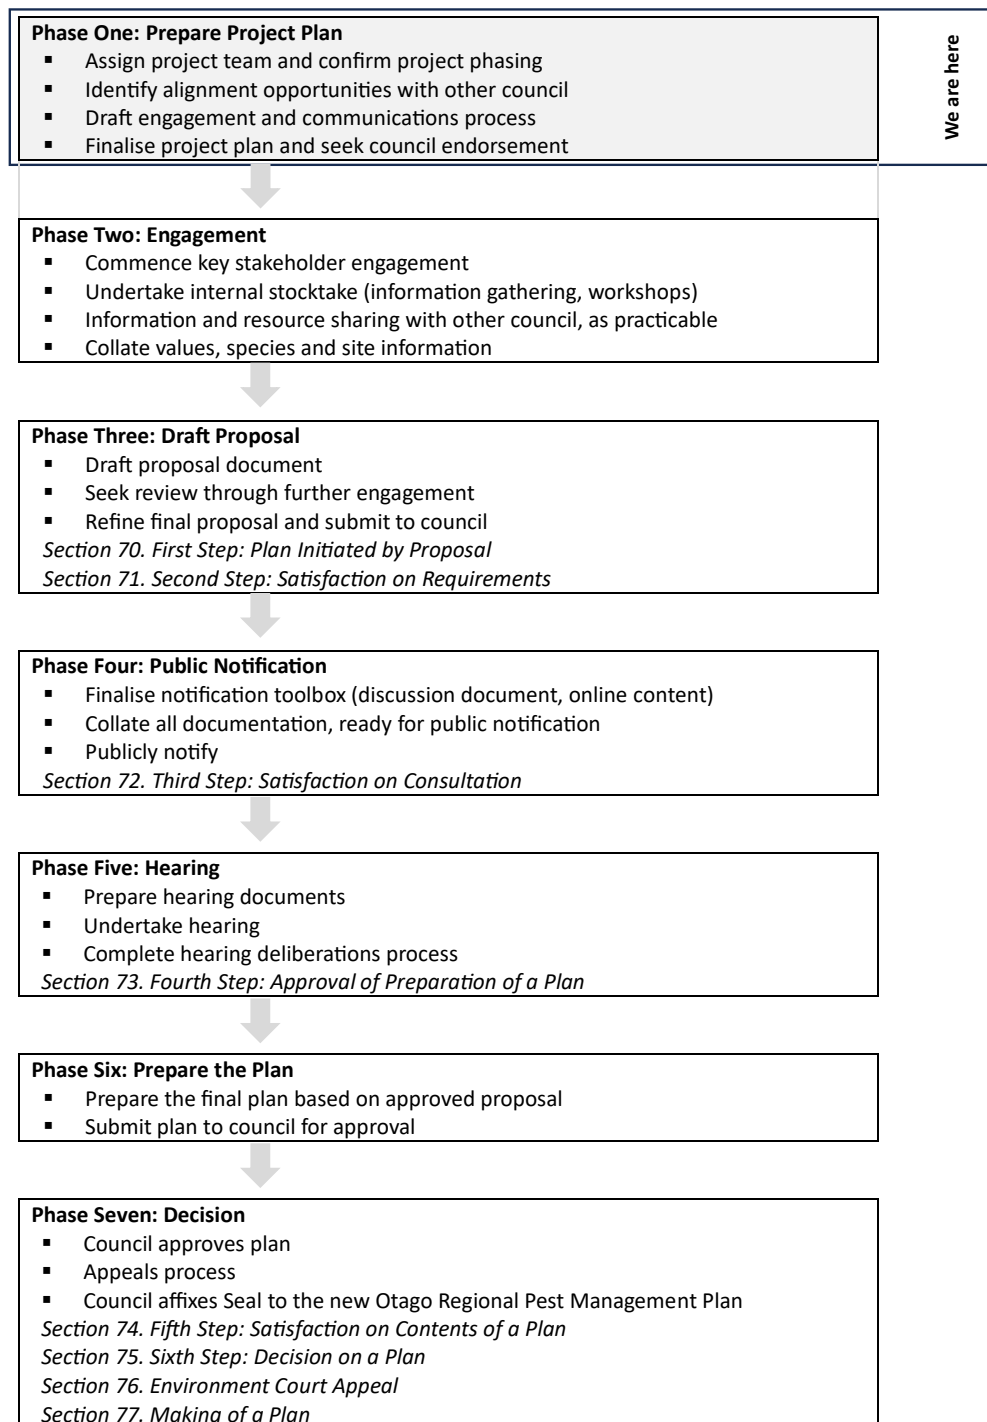 Phase One: Prepare Project Plan
▪ Assign project team and confirm project phasing
▪ Identify alignment opportunities with other council
▪ Draft engagement and communications process
▪ Finalise project plan and seek council endorsement
We are here
Phase Two: Engagement
▪ Commence key stakeholder engagement
▪ Undertake internal stocktake (information gathering, workshops)
▪ Information and resource sharing with other council, as practicable
▪ Collate values, species and site information
Phase Three: Draft Proposal
▪ Draft proposal document
▪ Seek review through further engagement
▪ Refine final proposal and submit to council
Section 70. First Step: Plan Initiated by Proposal
Section 71. Second Step: Satisfaction on Requirements
Phase Four: Public Notification
▪ Finalise notification toolbox (discussion document, online content)
▪ Collate all documentation, ready for public notification
▪ Publicly notify
Section 72. Third Step: Satisfaction on Consultation
Phase Five: Hearing
▪ Prepare hearing documents
▪ Undertake hearing
▪ Complete hearing deliberations process
Section 73. Fourth Step: Approval of Preparation of a Plan
Phase Six: Prepare the Plan
▪ Prepare the final plan based on approved proposal
▪ Submit plan to council for approval
Phase Seven: Decision
▪ Council approves plan
▪ Appeals process
▪ Council affixes Seal to the new Otago Regional Pest Management Plan
Section 74. Fifth Step: Satisfaction on Contents of a Plan
Section 75. Sixth Step: Decision on a Plan
Section 76. Environment Court Appeal
Section 77. Making of a Plan